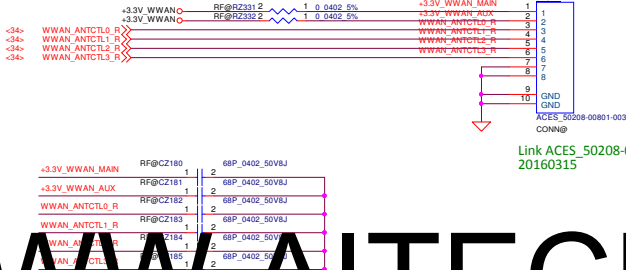 +3.3V_WWAN RF@RZ331 2 1 0_0402_5% +3.3V_WWAN_MAIN 1 1
+3.3V_WWAN RF@RZ332 2 1 0_0402_5% +3.3V_WWAN_AUX 2 2
<34> WWAN_ANTCTL0_R WWAN_ANTCTL0_R 3 3
<34> WWAN_ANTCTL1_R WWAN_ANTCTL1_R 4 4
<34> WWAN_ANTCTL2_R WWAN_ANTCTL2_R 5 5
<34> WWAN_ANTCTL3_R WWAN_ANTCTL3_R 6 6
7 7
8 8
9 GND
10 GND
ACES_50208-00801-003
CONN@
Link ACES_50208-
20160315
+3.3V_WWAN_MAIN RF@CZ180 1 2 68P_0402_50V8J
+3.3V_WWAN_AUX RF@CZ181 1 2 68P_0402_50V8J
WWAN_ANTCTL0_R RF@CZ182 1 2 68P_0402_50V8J
WWAN_ANTCTL1_R RF@CZ183 1 2 68P_0402_50V8J
1 2 68P_0402_50V8J
2 68P_0402_50V8J